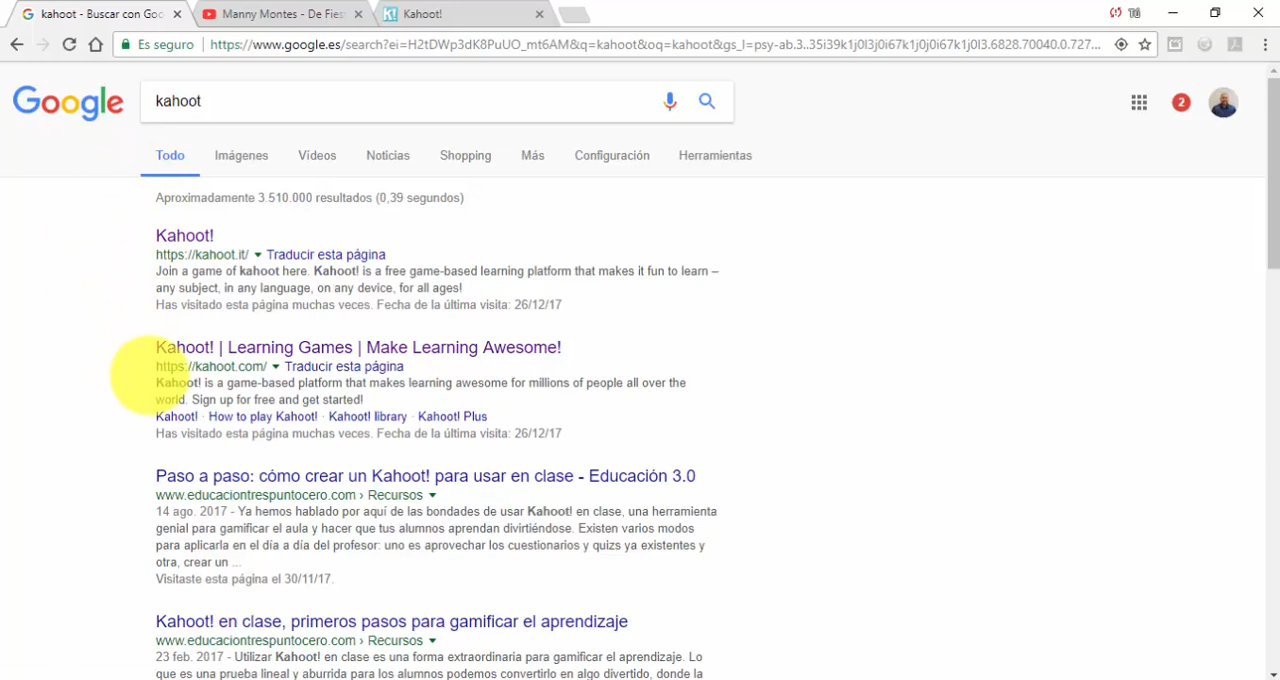 kahoot - Buscar con Goo
Manny Montes - De Fies
K! Kahoot!
Tú
Es seguro
https://www.google.es/search?ei=H2tDWp3dK8PuUO_mt6AM&q=kahoot&oq=kahoot&gs_l=psy-ab.3..35i39k1j0l3j0i67k1j0j0i67k1j0l3.6828.70040.0.727...
Google
kahoot
2
Todo
Imágenes
Vídeos
Noticias
Shopping
Más
Configuración
Herramientas
Aproximadamente 3.510.000 resultados (0,39 segundos)
Kahoot!
https://kahoot.it/ Traducir esta página
Join a game of kahoot here. Kahoot! is a free game-based learning platform that makes it fun to learn –
any subject, in any language, on any device, for all ages!
Has visitado esta página muchas veces. Fecha de la última visita: 26/12/17
Kahoot! | Learning Games | Make Learning Awesome!
https://kahoot.com/ Traducir esta página
Kahoot! is a game-based platform that makes learning awesome for millions of people all over the
world. Sign up for free and get started!
Kahoot! · How to play Kahoot! · Kahoot! library · Kahoot! Plus
Has visitado esta página muchas veces. Fecha de la última visita: 26/12/17
Paso a paso: cómo crear un Kahoot! para usar en clase - Educación 3.0
www.educaciontrespuntocero.com › Recursos
14 ago. 2017 - Ya hemos hablado por aquí de las bondades de usar Kahoot! en clase, una herramienta
genial para gamificar el aula y hacer que tus alumnos aprendan divirtiéndose. Existen varios modos
para aplicarla en el día a día del profesor: uno es aprovechar los cuestionarios y quizs ya existentes y
otra, crear un ...
Visitaste esta página el 30/11/17.
Kahoot! en clase, primeros pasos para gamificar el aprendizaje
www.educaciontrespuntocero.com › Recursos
23 feb. 2017 - Utilizar Kahoot! en clase es una forma extraordinaria para gamificar el aprendizaje. Lo
que es una prueba lineal y aburrida para los alumnos podemos convertirlo en algo divertido, donde la